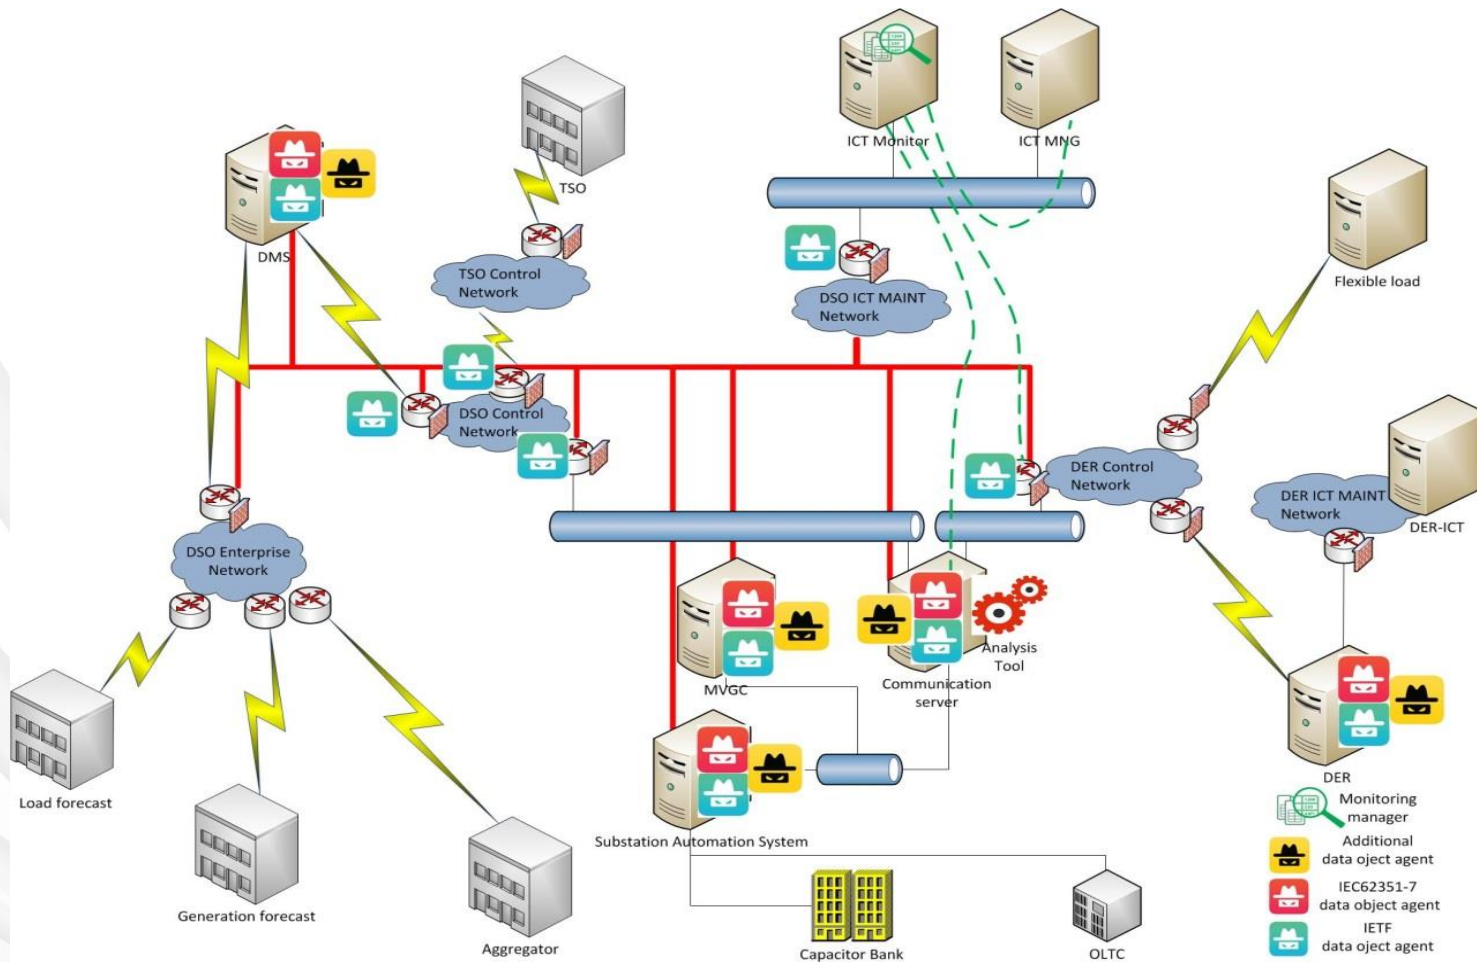 ICT Monitor
ICT MNG
TSO
DMS
TSO Control
Network
DSO ICT MAINT
Network
Flexible load
DSO Control
Network
DER Control
Network
DER ICT MAINT
Network
DER-ICT
DSO Enterprise
Network
Analysis
Tool
MVGC
Communication
server
DER
Load forecast
Monitoring
manager
Substation Automation System
Additional
data oject agent
IEC62351-7
data object agent
Generation forecast
IETF
data oject agent
Aggregator
Capacitor Bank
OLTC